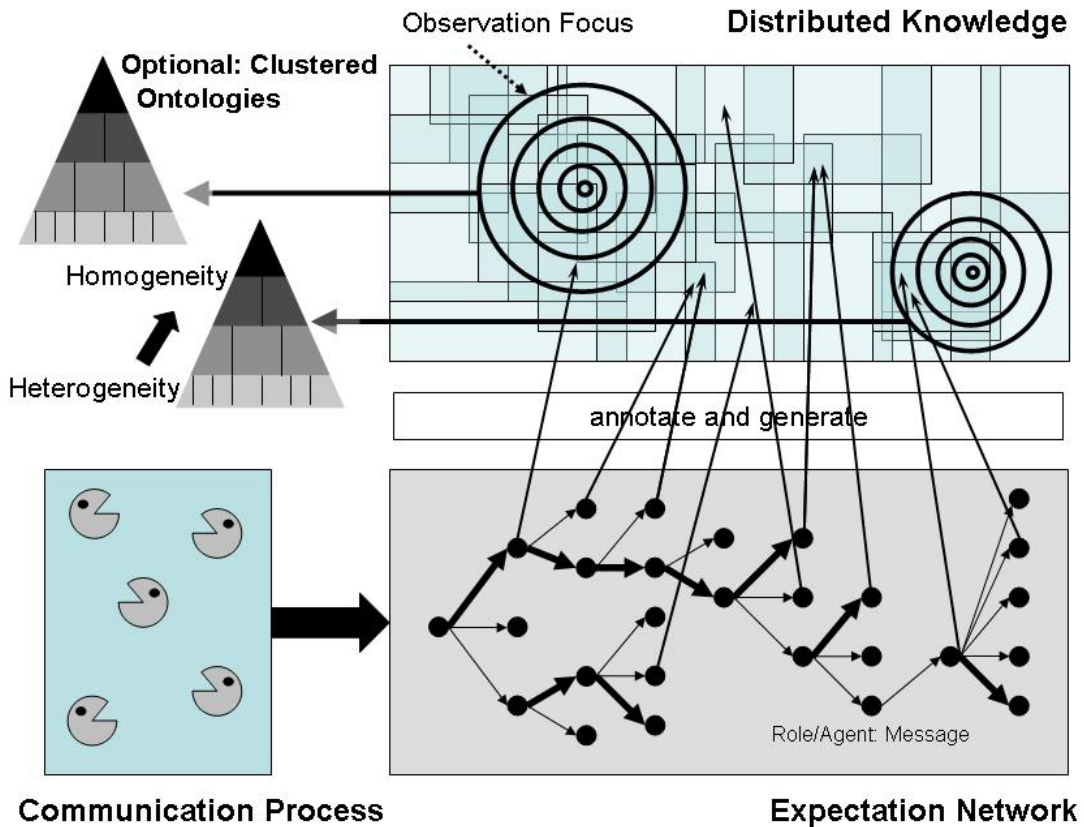 Observation Focus
Distributed Knowledge
Optional: Clustered
Ontologies
Homogeneity
Heterogeneity
annotate and generate
Role/Agent: Message
Communication Process
Expectation Network